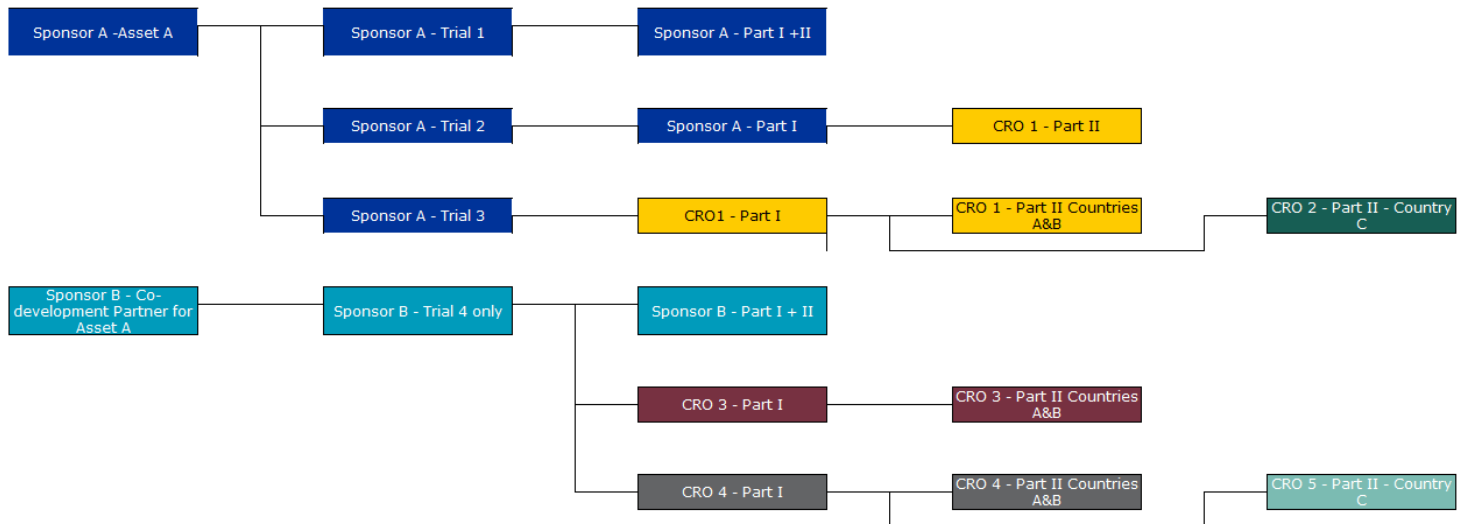 Sponsor A -Asset A
Sponsor A - Trial 1
Sponsor A - Part I +II
Sponsor A - Trial 2
Sponsor A - Part I
CRO 1 - Part II
Sponsor A - Trial 3
CRO1 - Part I
CRO 1 - Part II Countries
A&B
CRO 2 - Part II - Country
C
Sponsor B - Co-
development Partner for
Asset A
Sponsor B - Trial 4 only
Sponsor B - Part I + II
CRO 3 - Part I
CRO 3 - Part II Countries
A&B
CRO 4 - Part I
CRO 4 - Part II Countries
A&B
CRO 5 - Part II - Country
C